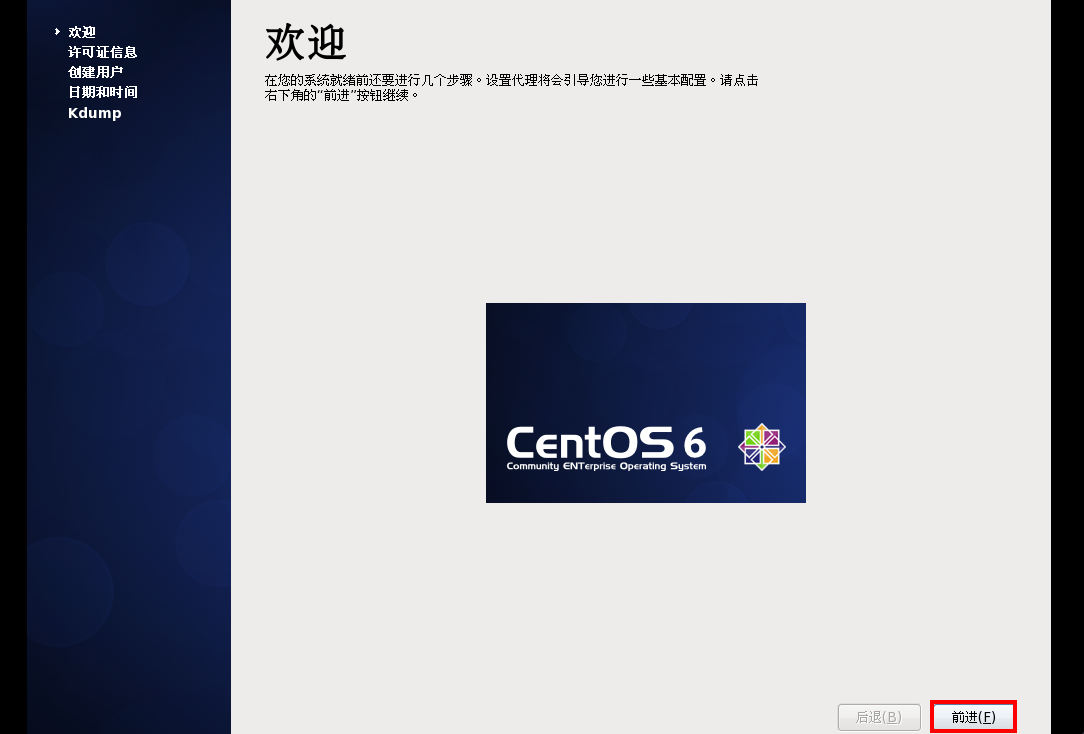 欢迎
许可证信息
创建用户
日期和时间
Kdump
欢迎
在您的系统就绪前还要进行几个步骤。设置代理将会引导您进行一些基本配置。请点击
右下角的“前进”按钮继续。
CentOS 6
Community ENTerprise Operating System
后退(B)
前进(F)